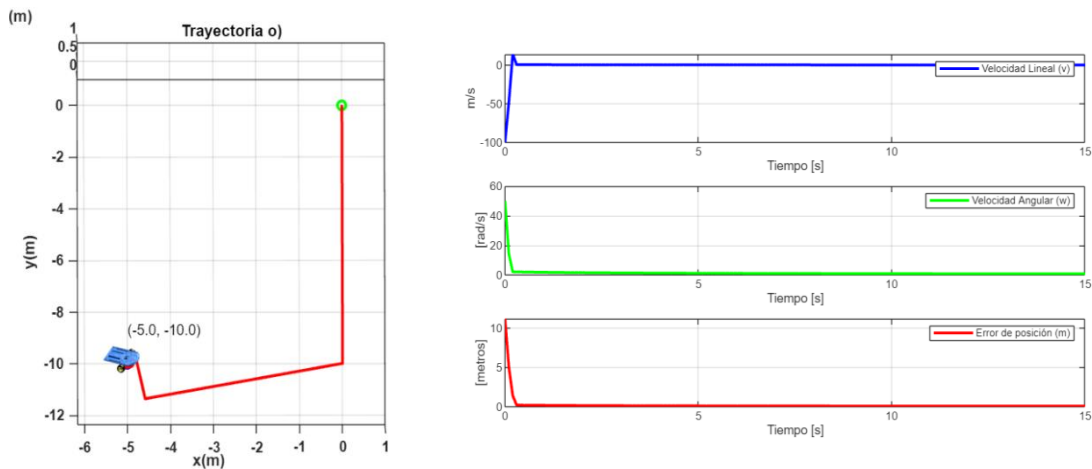 (m)
Trayectoria o)
1
0.5
0
0
-2
-4
-6
-8
-10
-12
y(m)
(-5.0, -10.0)
-6 -5 -4 -3 -2 -1 0 1
x(m)
0
-50
-100
m/s
Velocidad Lineal (v)
0 5 10 15
Tiempo [s]
60
40
20
0
[rad/s]
Velocidad Angular (w)
0 5 10 15
Tiempo [s]
10
5
0
[metros]
Error de posición (m)
0 5 10 15
Tiempo [s]